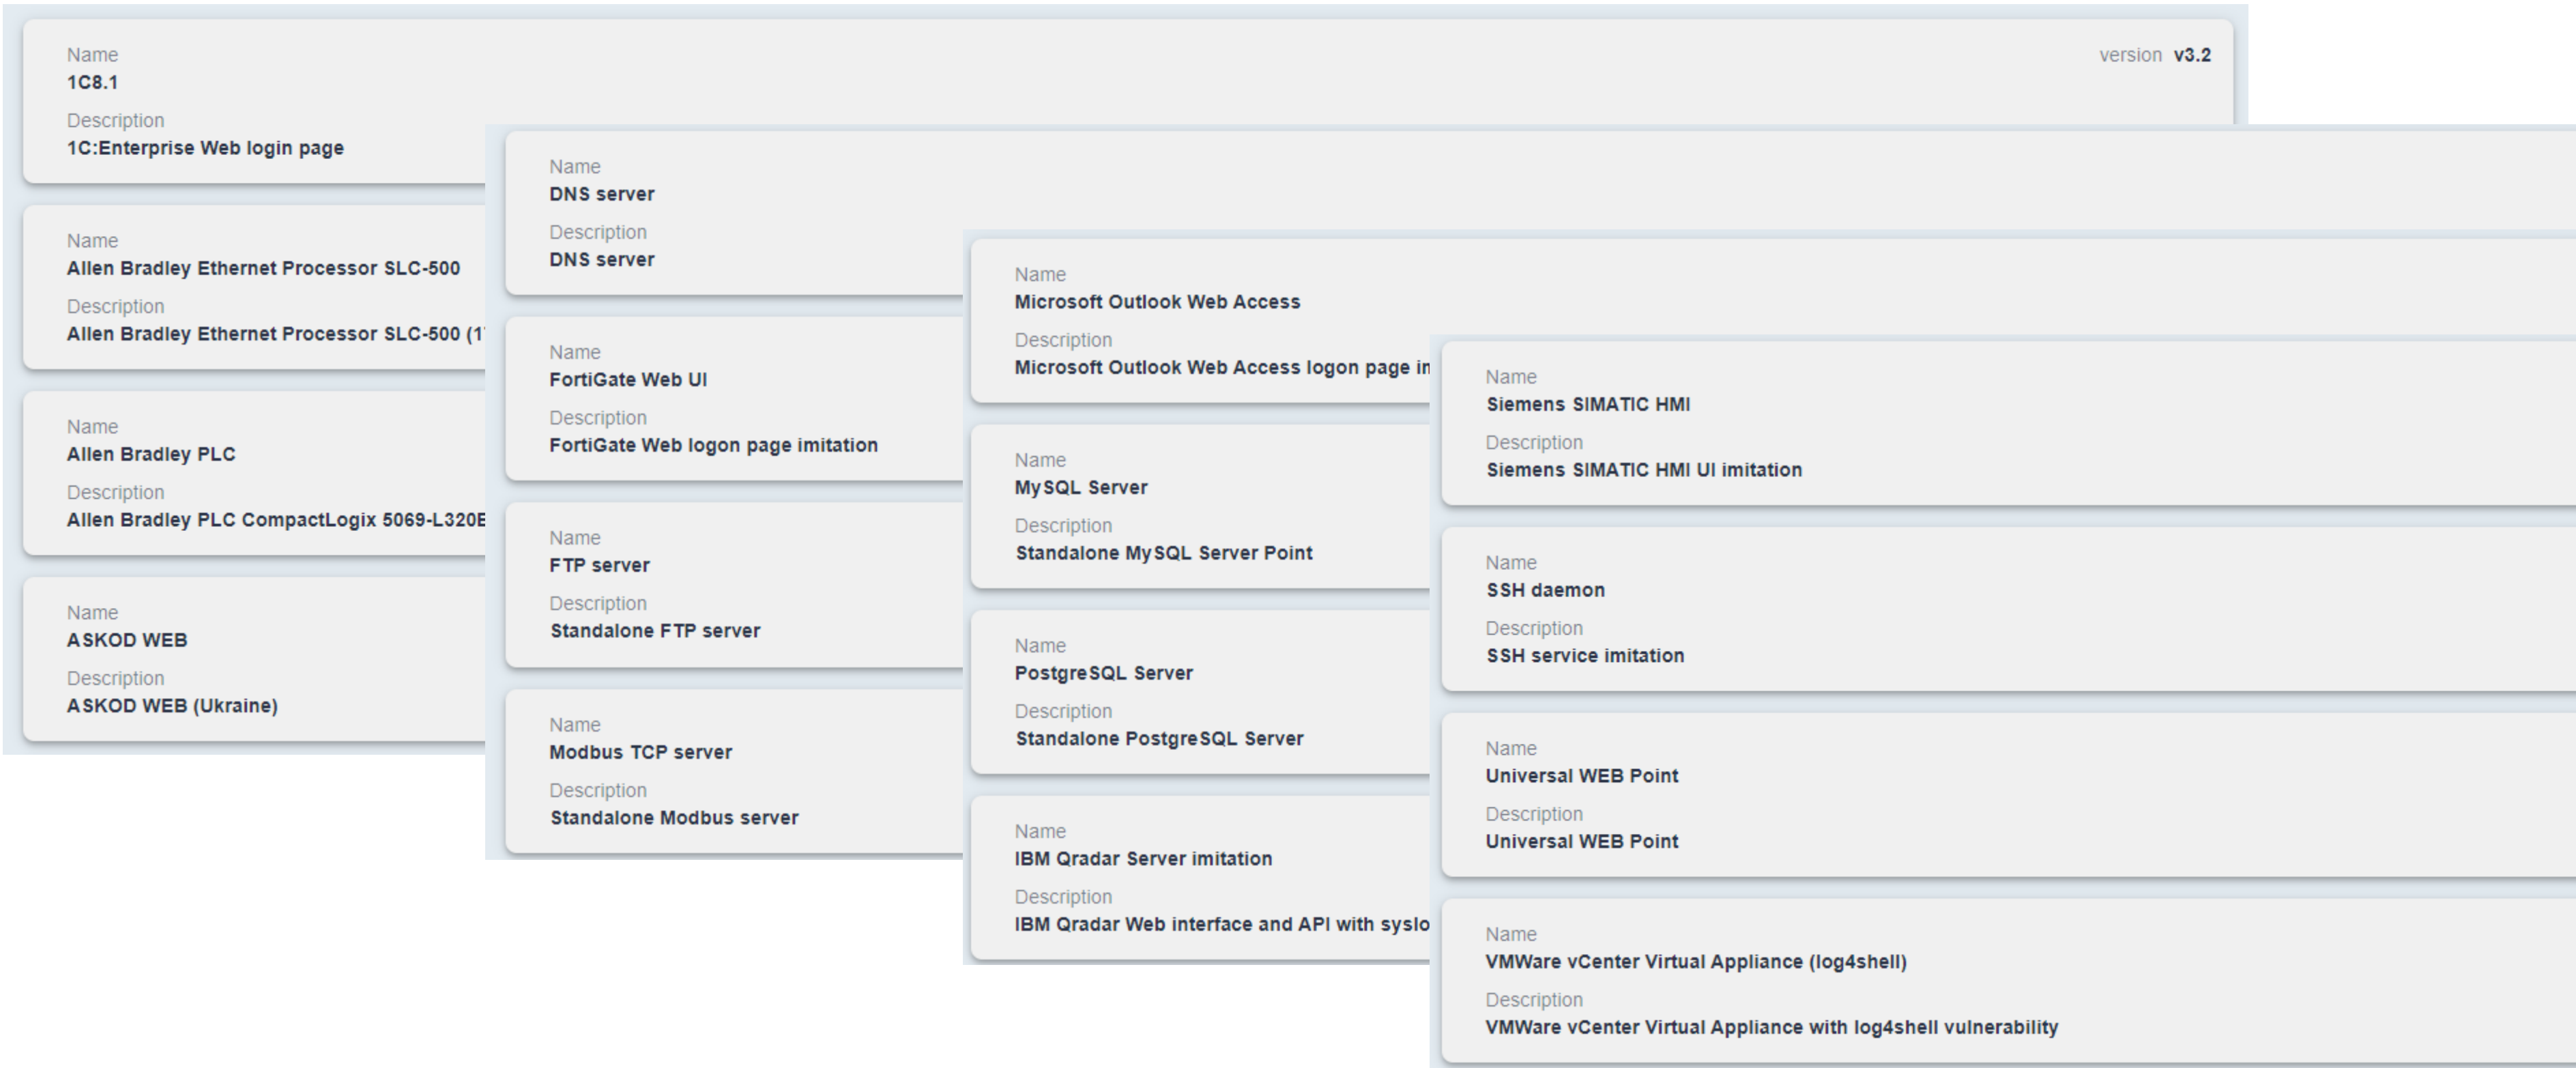 Name
version v3.2
1C8.1
Description
1C:Enterprise Web login page
Name
Allen Bradley Ethernet Processor SLC-500
Description
Allen Bradley Ethernet Processor SLC-500
Name
Allen Bradley PLC
Description
Allen Bradley PLC CompactLogix
Name
ASKOD WEB
Description
ASKOD WEB (Ukraine)
Name
DNS server
Description
DNS server
Name
FortiGate Web UI
Description
FortiGate Web logon page imitation
Name
FTP server
Description
Standalone FTP server
Name
Modbus TCP server
Description
Standalone Modbus server
Name
Microsoft Outlook Web Access
Description
Microsoft Outlook Web Access logon page
Name
MySQL Server
Description
Standalone MySQL Server Point
Name
PostgreSQL Server
Description
Standalone PostgreSQL Server
Name
IBM Qradar Server imitation
Description
IBM Qradar Web interface and API with
Name
Siemens SIMATIC HMI
Description
Siemens SIMATIC HMI UI imitation
Name
SSH daemon
Description
SSH service imitation
Name
Universal WEB Point
Description
Universal WEB Point
Name
VMWare vCenter Virtual Appliance (log4shell)
Description
VMWare vCenter Virtual Appliance with log4shell vulnerability